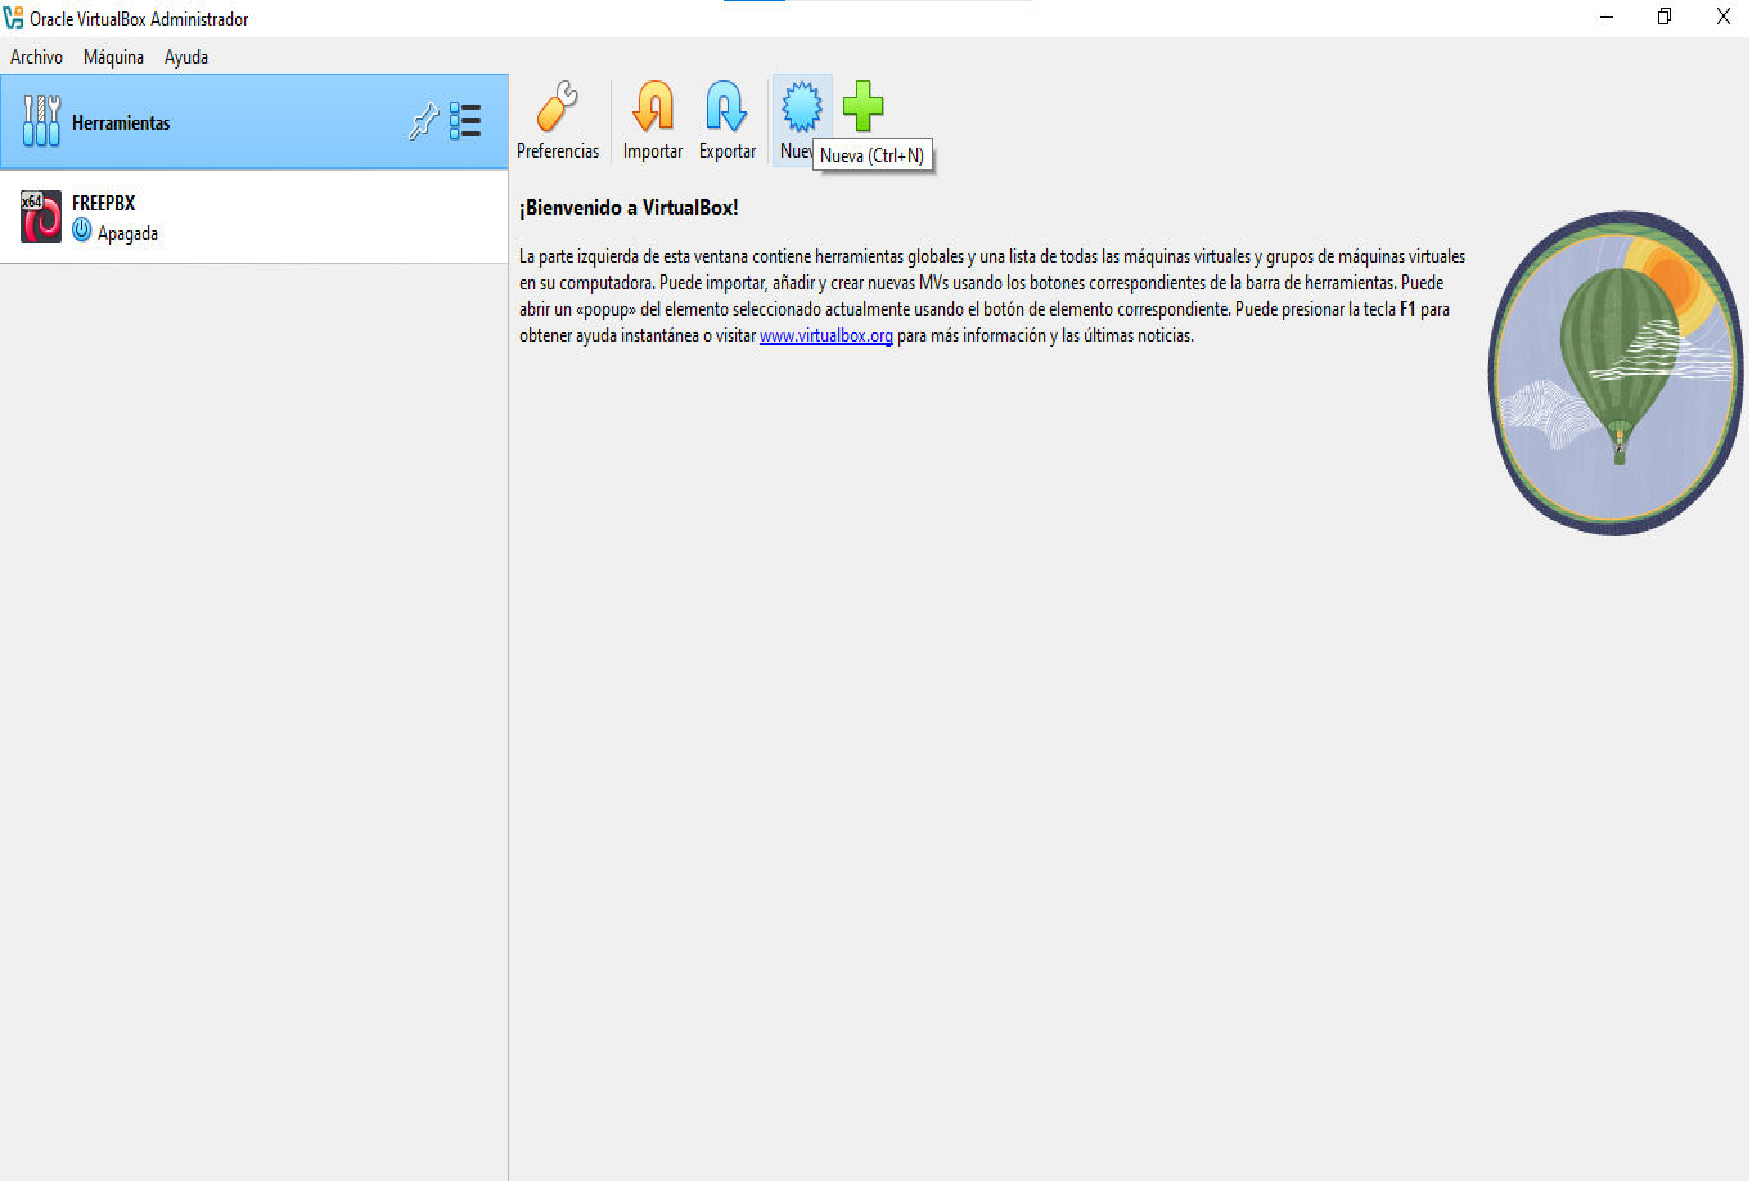 Oracle VirtualBox Administrador
Archivo Máquina Ayuda
Herramientas
Preferencias Importar Exportar Nuev
Nueva (Ctrl+N)
x64
FREEPBX
Apagada
¡Bienvenido a VirtualBox!
La parte izquierda de esta ventana contiene herramientas globales y una lista de todas las máquinas virtuales y grupos de máquinas virtuales
en su computadora. Puede importar, añadir y crear nuevas MVs usando los botones correspondientes de la barra de herramientas. Puede
abrir un «popup» del elemento seleccionado actualmente usando el botón de elemento correspondiente. Puede presionar la tecla F1 para
obtener ayuda instantánea o visitar www.virtualbox.org para más información y las últimas noticias.